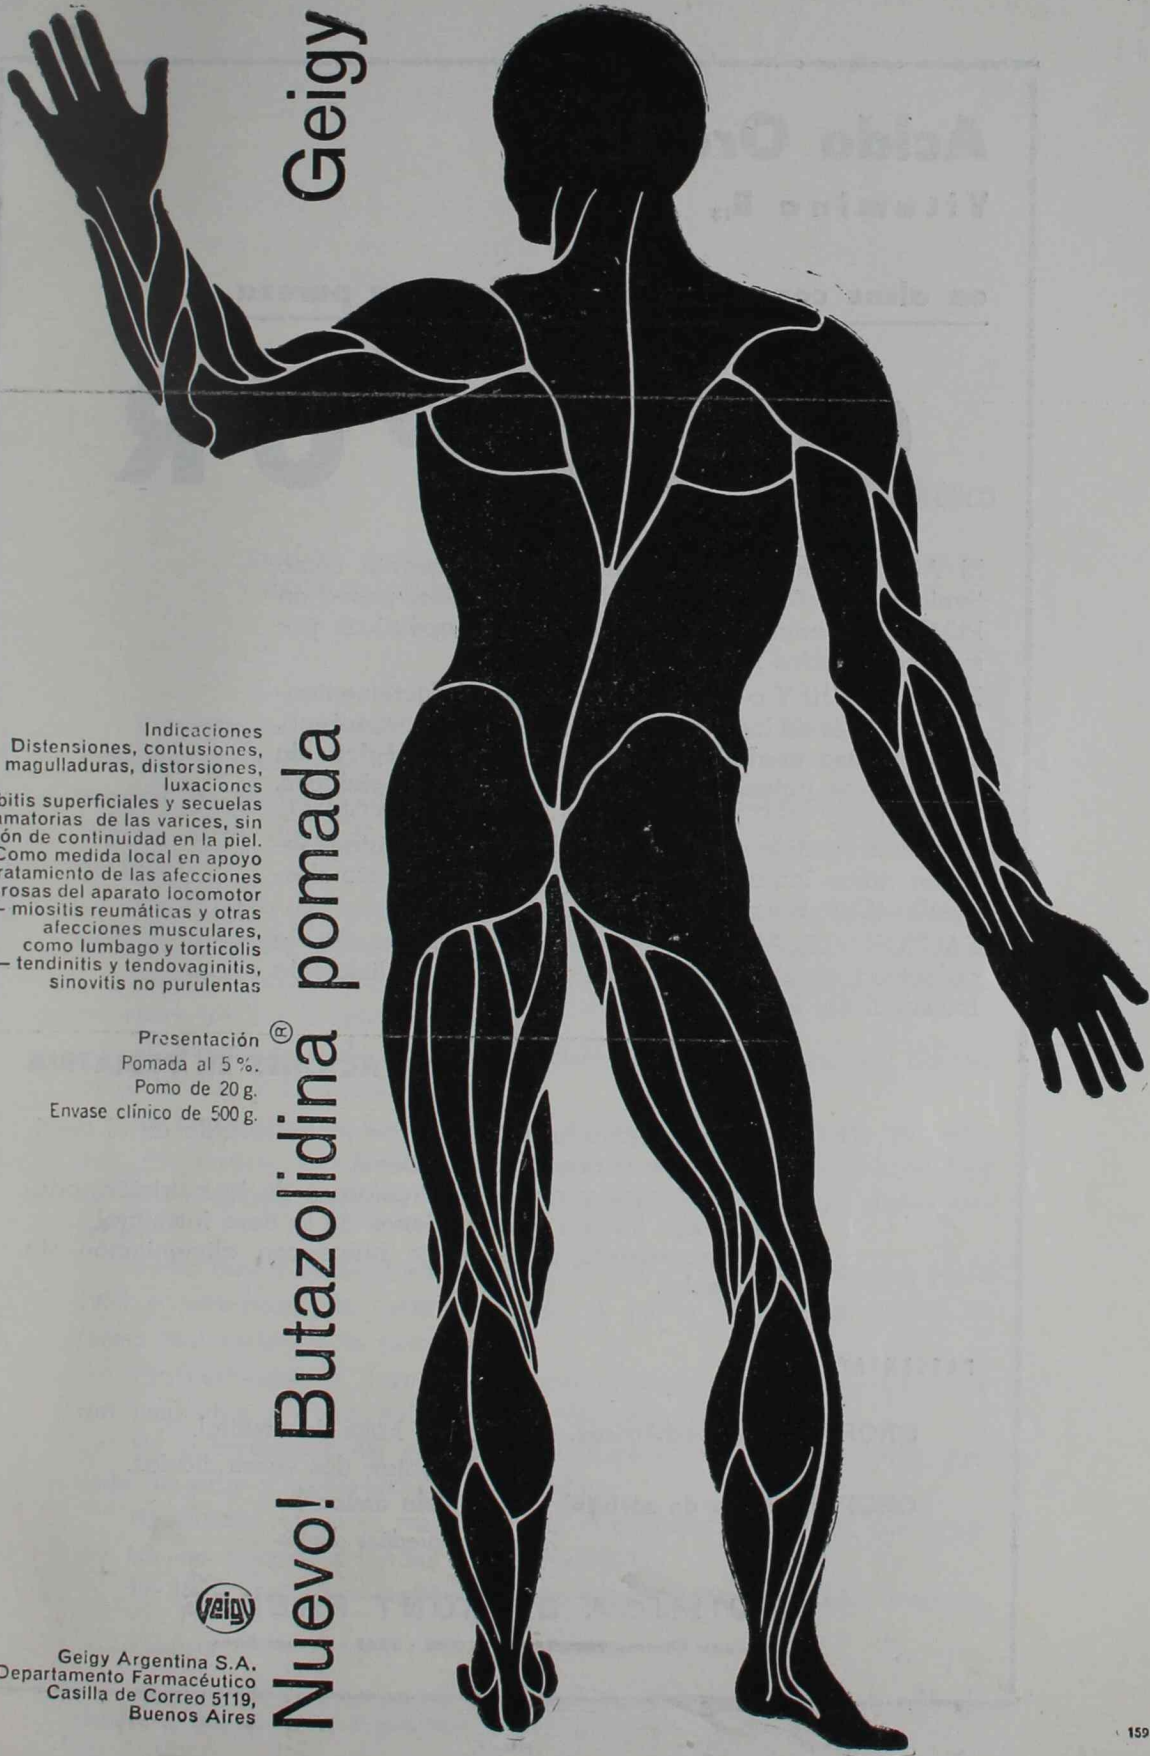 Geigy
Nuevo! Butazolidina® pomada
Indicaciones
Distensiones, contusiones,
magulladuras, distorsiones,
luxaciones
bitis superficiales y secuelas
amatorias de las varices, sin
ón de continuidad en la piel.
Como medida local en apoyo
ratamiento de las afecciones
rosas del aparato locomotor
- miositis reumáticas y otras
afecciones musculares,
como lumbago y tortícolis
– tendinitis y tendovaginitis,
sinovitis no purulentas
Presentación
Pomada al 5%.
Pomo de 20 g.
Envase clínico de 500 g.
Geigy
Geigy Argentina S.A.
Departamento Farmacéutico
Casilla de Correo 5119,
Buenos Aires
159